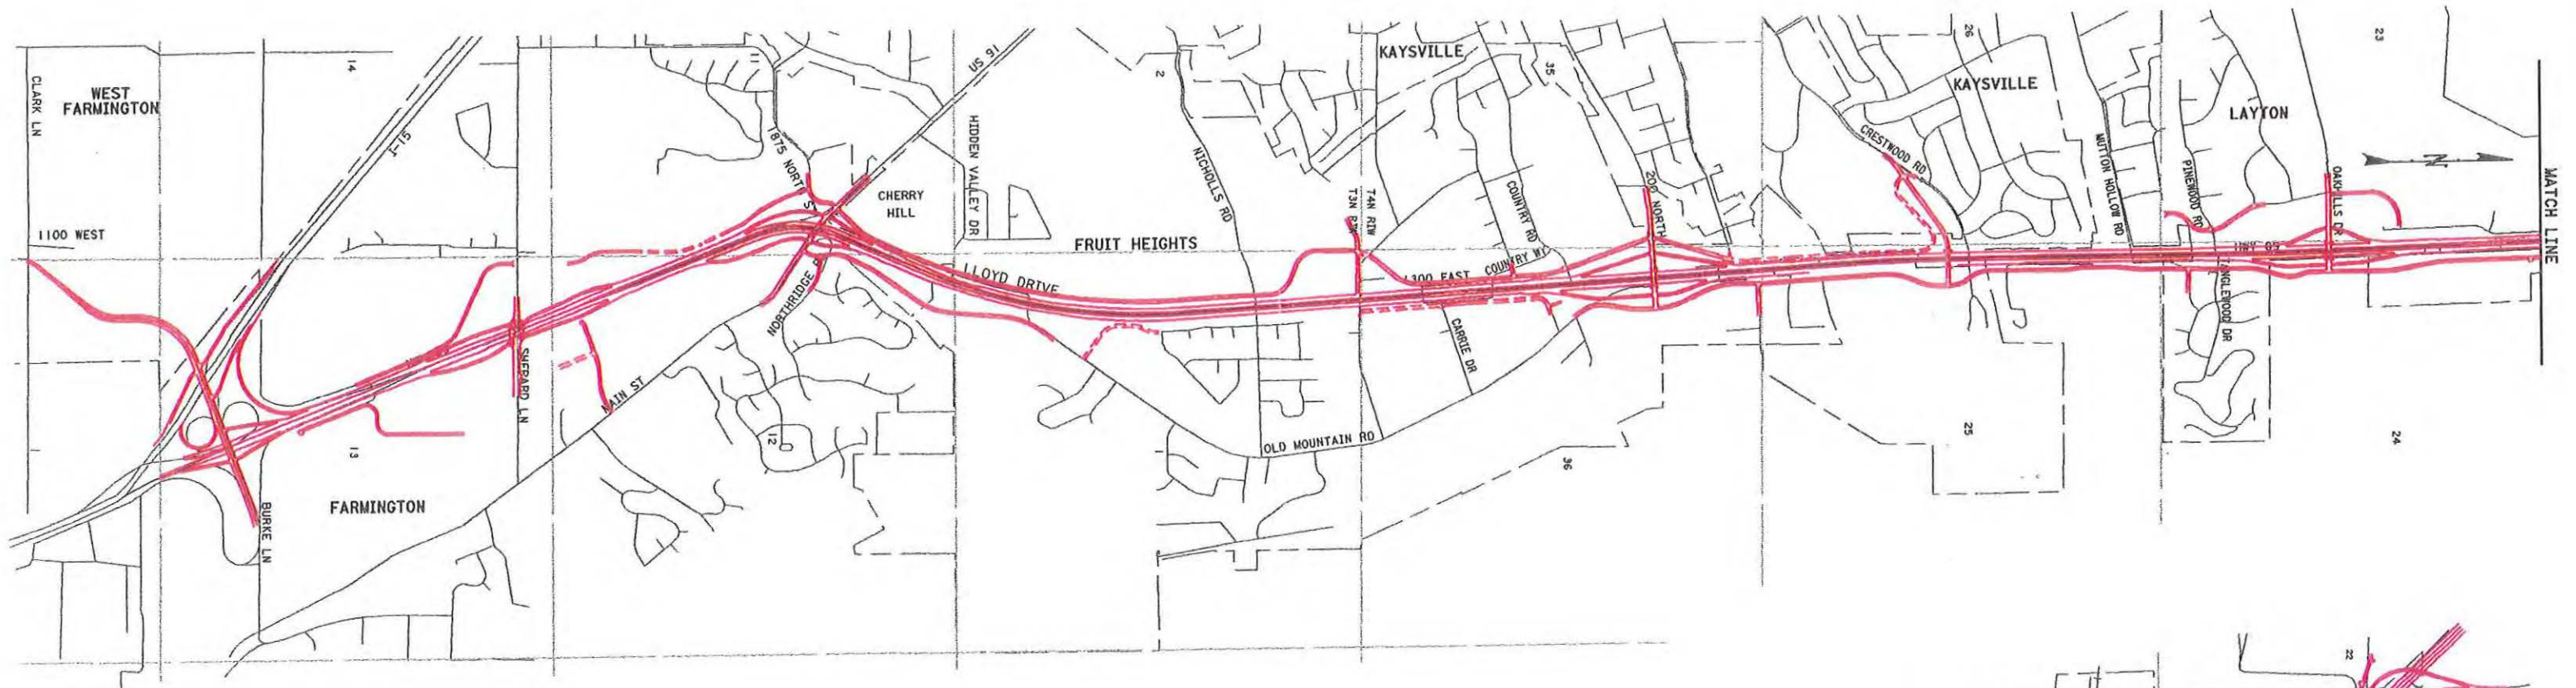 CLARK LN
WEST
FARMINGTON
14
I-15
1100 WEST
11
US 91
1875 NORTH
CHERRY
HILL
HIDDEN VALLEY DR
2
NICHOLLS RD
FRUIT HEIGHTS
LLOYD DRIVE
NORTHRIDGE
MAIN ST
SHEPARD LN
12
13
FARMINGTON
BURKE LN
KAYSVILLE
35
T3N
T4N R1W
COUNTRY RD
COUNTRY WY
1300 EAST
CARRIE DR
OLD MOUNTAIN RD
36
200 NORTH
26
KAYSVILLE
CRESTWOOD RD
MUTTON HOLLOW RD
25
LAYTON
23
PINEWOOD RD
TANGLEWOOD DR
OAKHILLS DR
N
MATCH LINE
24
22